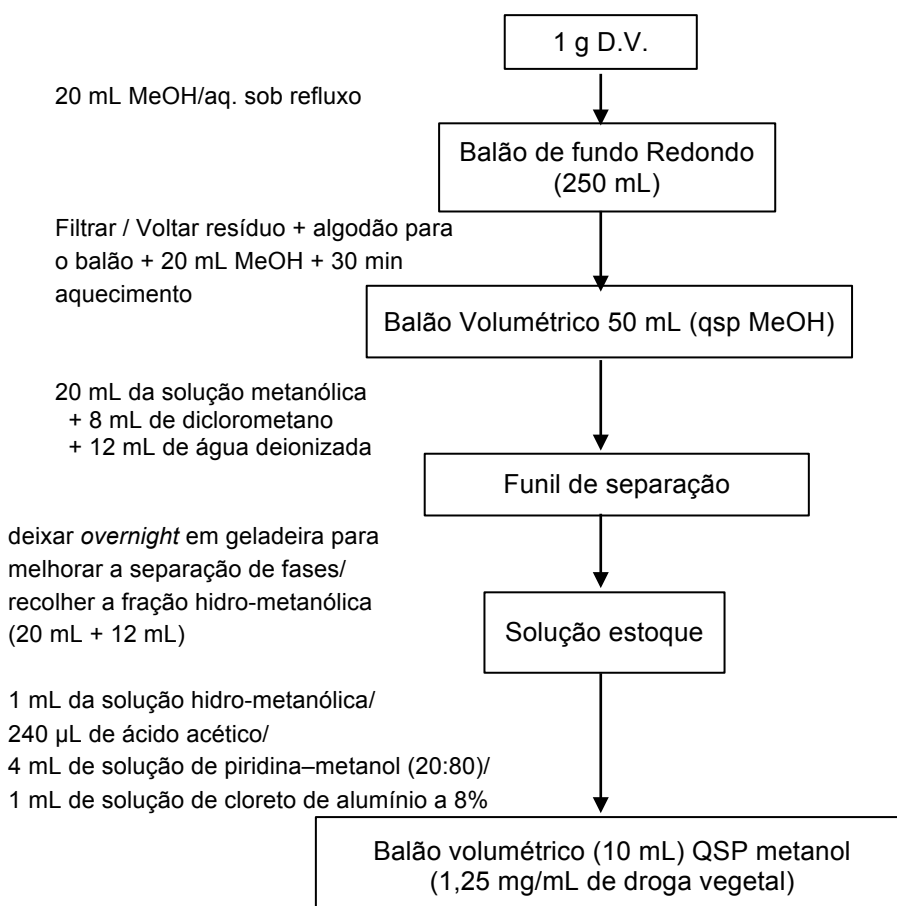 1 g D.V.
20 mL MeOH/aq. sob refluxo
Balão de fundo Redondo
(250 mL)
Filtrar / Voltar resíduo + algodão para
o balão + 20 mL MeOH + 30 min
aquecimento
Balão Volumétrico 50 mL (qsp MeOH)
20 mL da solução metanólica
+ 8 mL de diclorometano
+ 12 mL de água deionizada
Funil de separação
deixar overnight em geladeira para
melhorar a separação de fases/
recolher a fração hidro-metanólica
(20 mL + 12 mL)
Solução estoque
1 mL da solução hidro-metanólica/
240 µL de ácido acético/
4 mL de solução de piridina–metanol (20:80)/
1 mL de solução de cloreto de alumínio a 8%
Balão volumétrico (10 mL) QSP metanol
(1,25 mg/mL de droga vegetal)